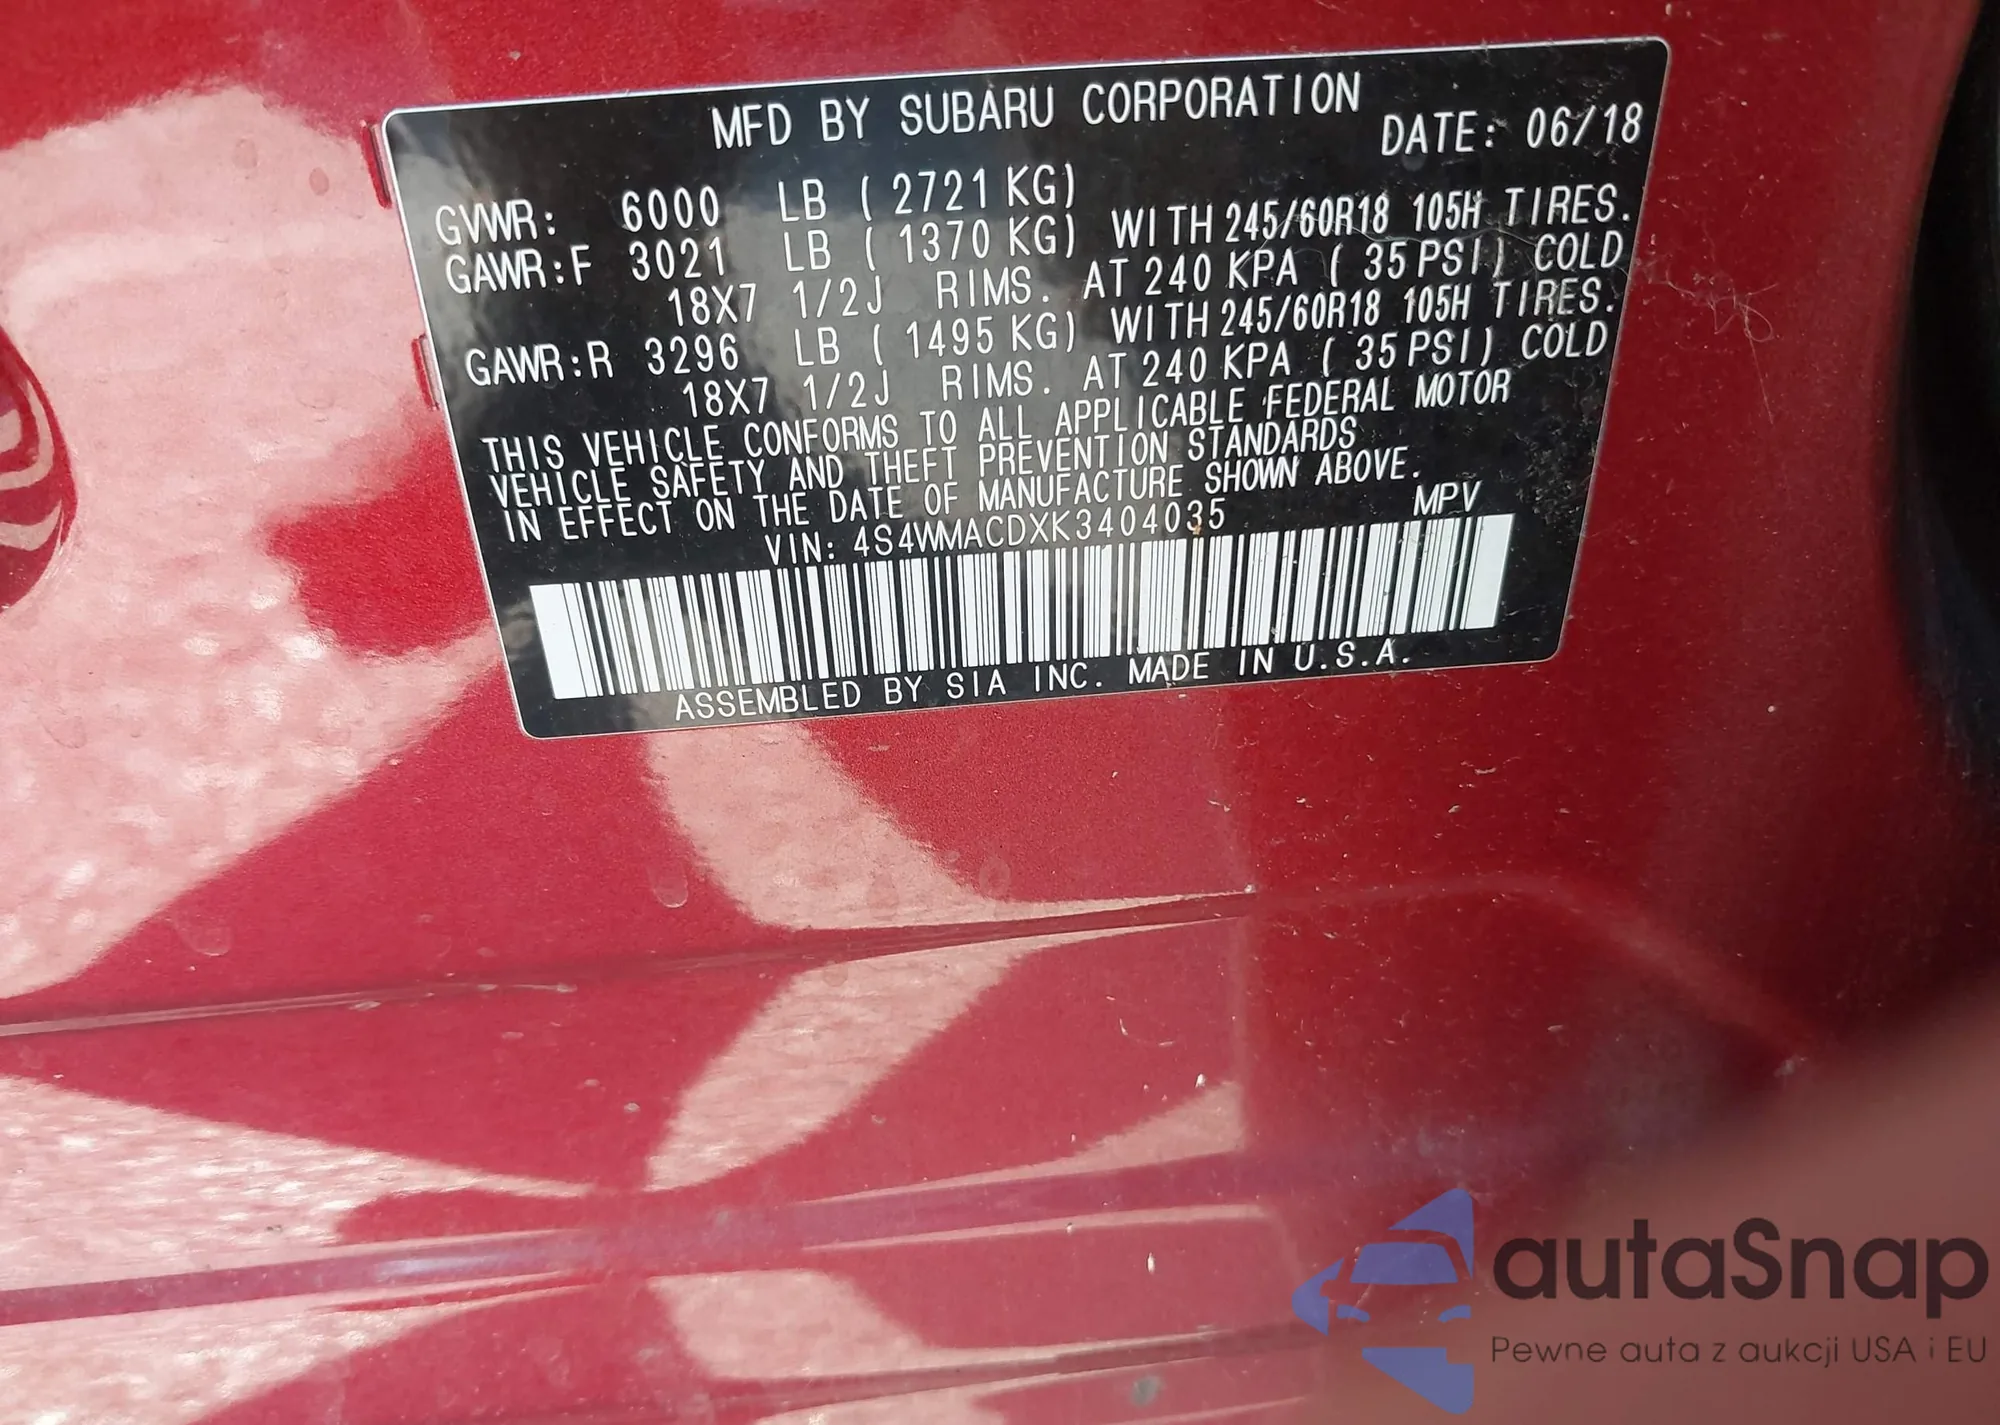 MFD BY SUBARU CORPORATION
DATE: 06/18
GVWR: 6000 LB ( 2721 KG)
GAWR:F 3021 LB ( 1370 KG) WITH 245/60R18 105H TIRES.
18X7 1/2J RIMS. AT 240 KPA ( 35 PSI) COLD
GAWR:R 3296 LB ( 1495 KG) WITH 245/60R18 105H TIRES.
18X7 1/2J RIMS. AT 240 KPA ( 35 PSI) COLD
THIS VEHICLE CONFORMS TO ALL APPLICABLE FEDERAL MOTOR
VEHICLE SAFETY AND THEFT PREVENTION STANDARDS
IN EFFECT ON THE DATE OF MANUFACTURE SHOWN ABOVE.
VIN: 4S4WMACDXK3404035 MPV
ASSEMBLED BY SIA INC. MADE IN U.S.A.
autaSnap
Pewne auta z aukcji USA i EU